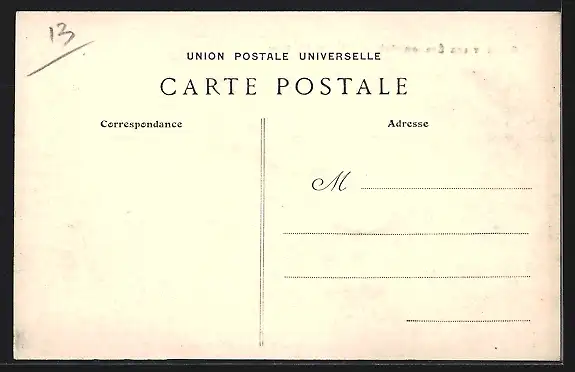 13
UNION POSTALE UNIVERSELLE
CARTE POSTALE
Correspondance
Adresse
M